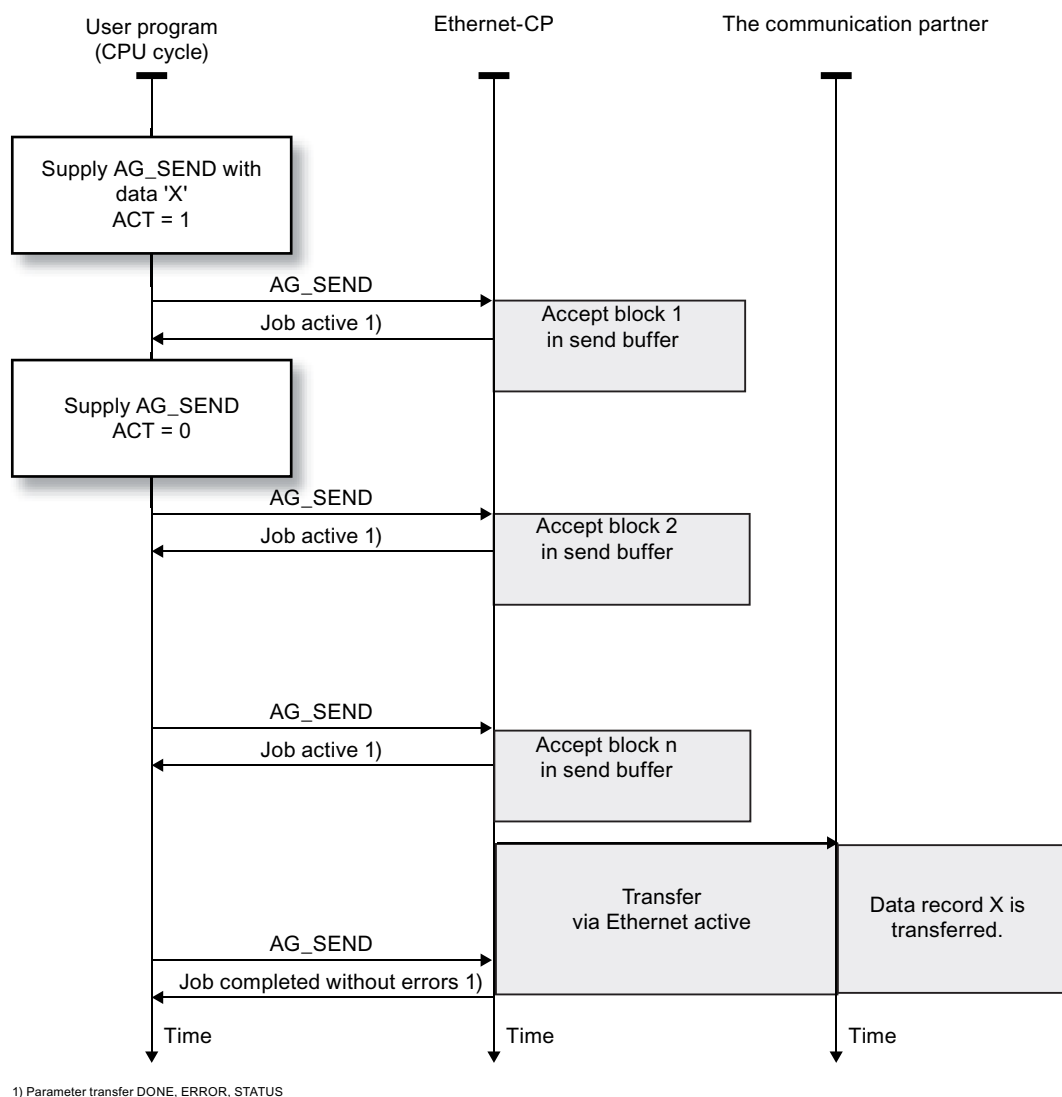 User program
(CPU cycle)
Ethernet-CP
The communication partner
Supply AG_SEND with
data 'X'
ACT = 1
AG_SEND
Job active 1)
Accept block 1
in send buffer
Supply AG_SEND
ACT = 0
AG_SEND
Job active 1)
Accept block 2
in send buffer
AG_SEND
Job active 1)
Accept block n
in send buffer
Transfer
via Ethernet active
Data record X is
transferred.
AG_SEND
Job completed without errors 1)
Time
Time
Time
1) Parameter transfer DONE, ERROR, STATUS